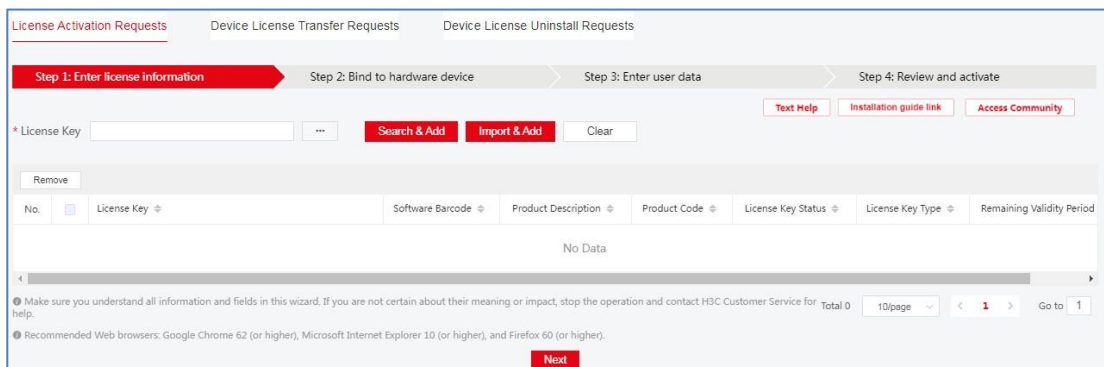 License Activation Requests Device License Transfer Requests Device License Uninstall Requests
Step 1: Enter license information Step 2: Bind to hardware device Step 3: Enter user data Step 4: Review and activate
Text Help Installation guide link Access Community
* License Key ... Search & Add Import & Add Clear
Remove
No. License Key Software Barcode Product Description Product Code License Key Status License Key Type Remaining Validity Period
No Data
Make sure you understand all information and fields in this wizard. If you are not certain about their meaning or impact, stop the operation and contact H3C Customer Service for
help.
Total 0 10/page < 1 > Go to 1
Recommended Web browsers: Google Chrome 62 (or higher), Microsoft Internet Explorer 10 (or higher), and Firefox 60 (or higher).
Next